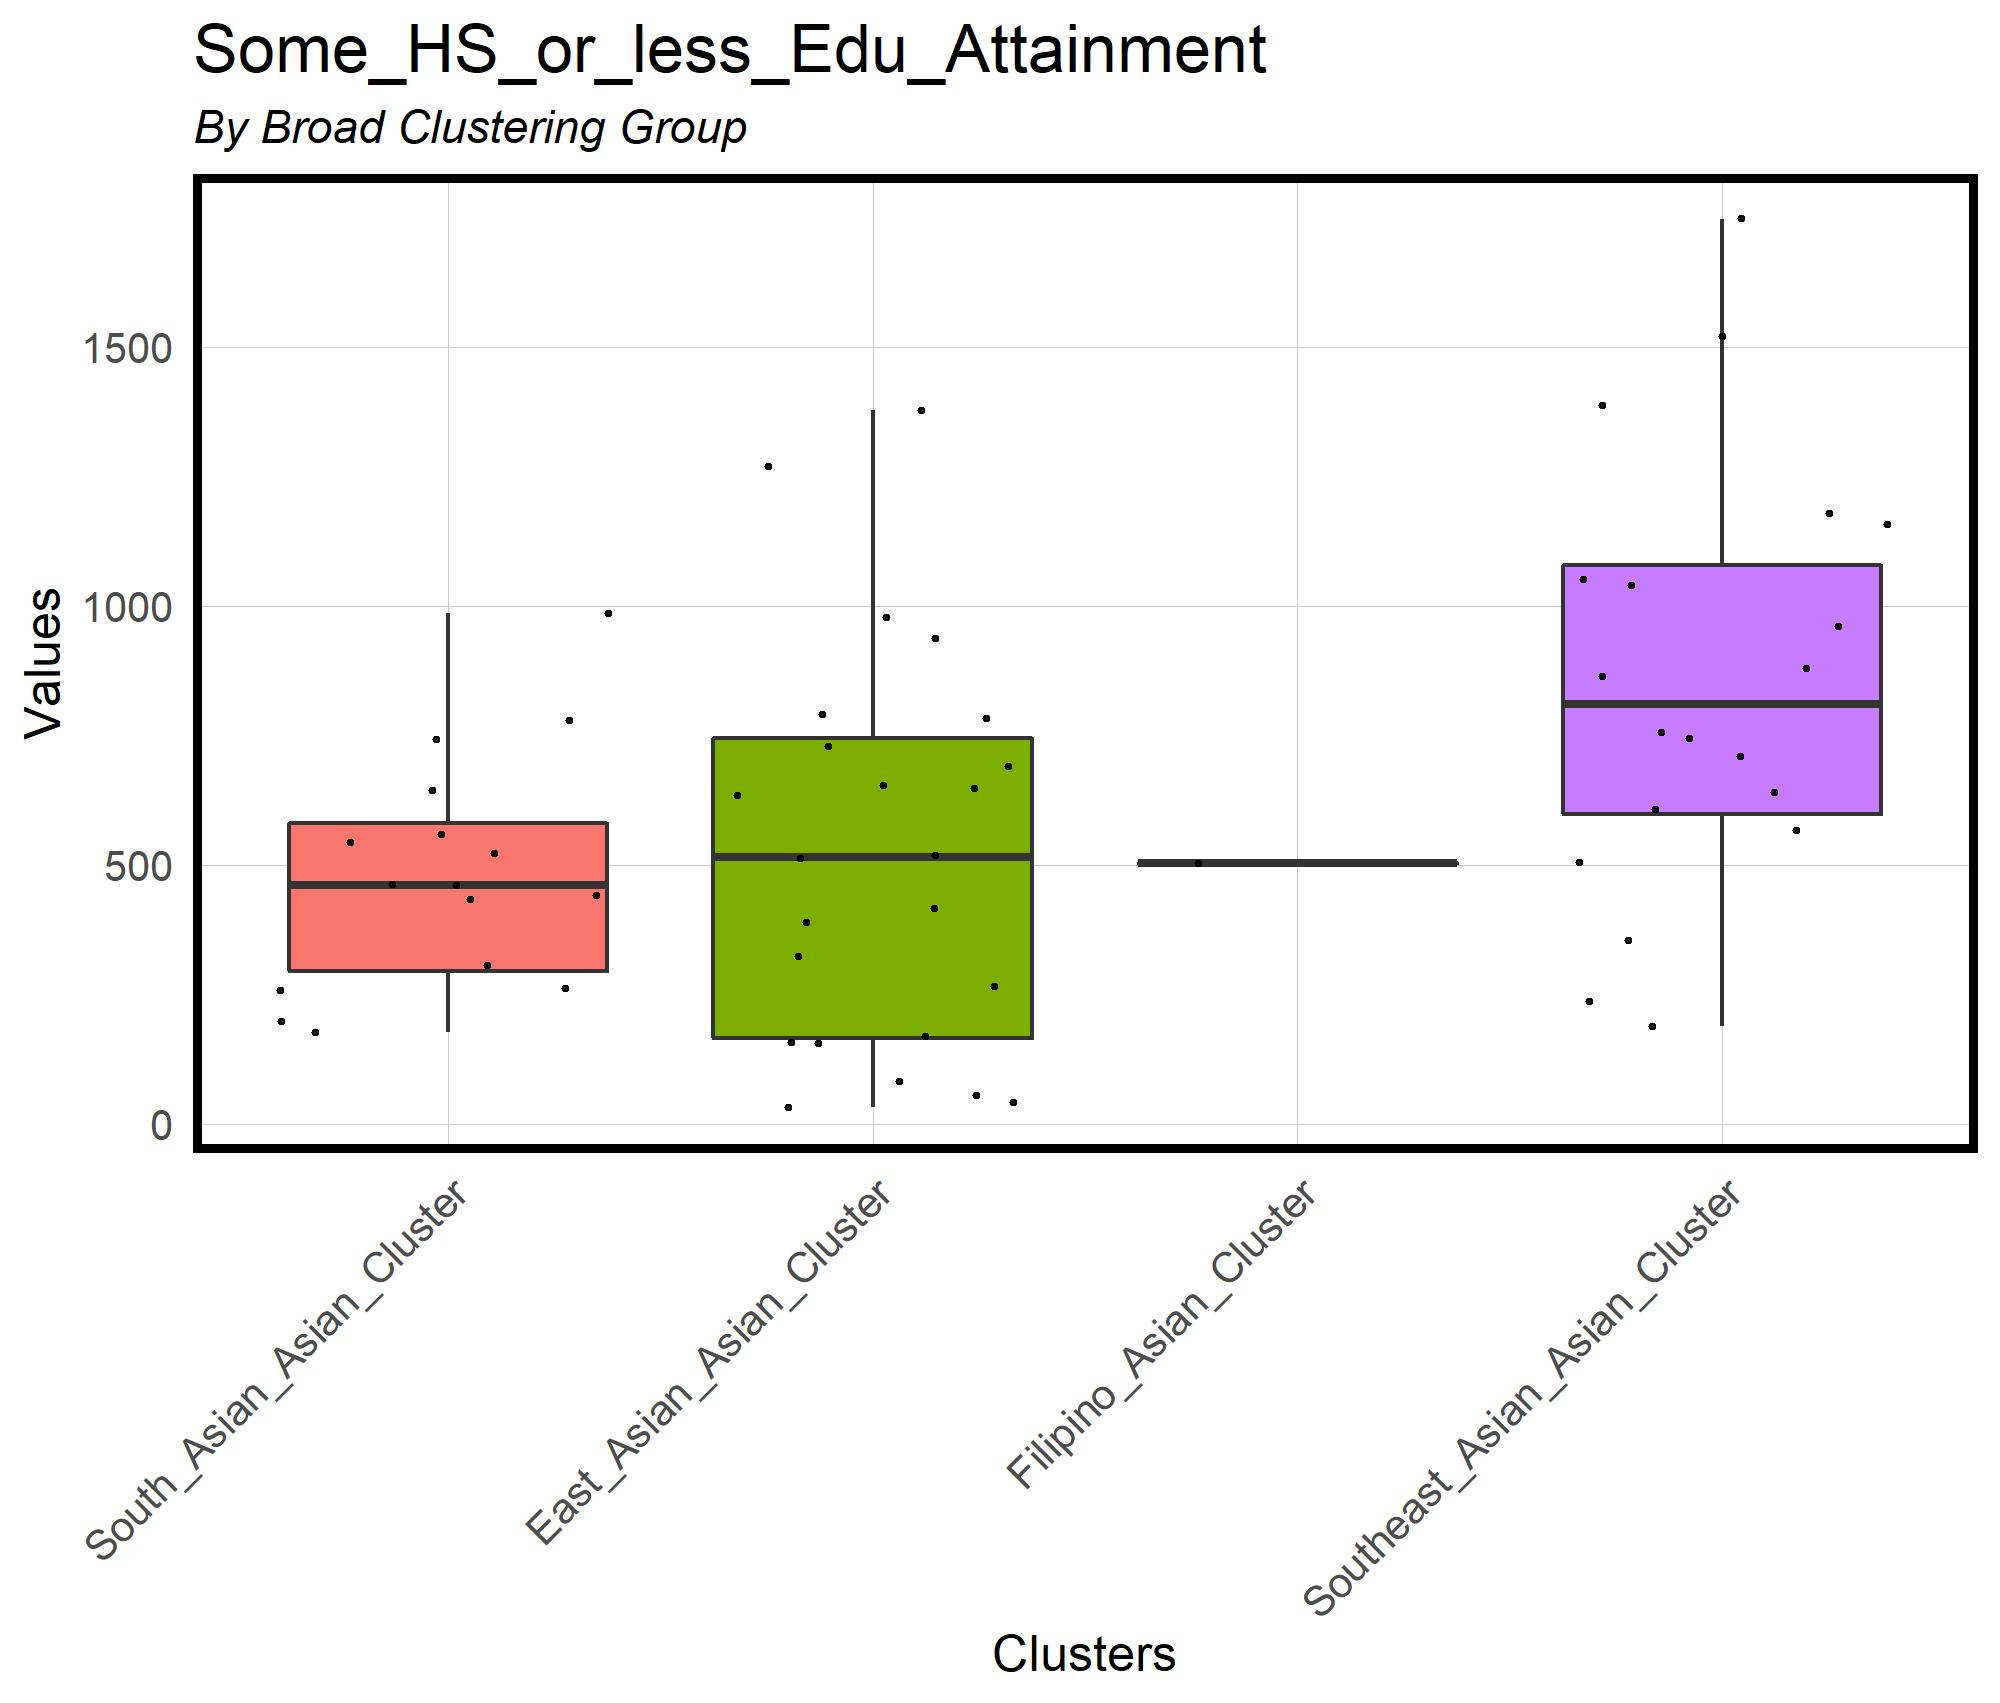 Some_HS_or_less_Edu_Attainment
By Broad Clustering Group
Values
1500
1000
500
0
South_Asian_Asian_Cluster
East_Asian_Asian_Cluster
Filipino_Asian_Cluster
Southeast_Asian_Asian_Cluster
Clusters